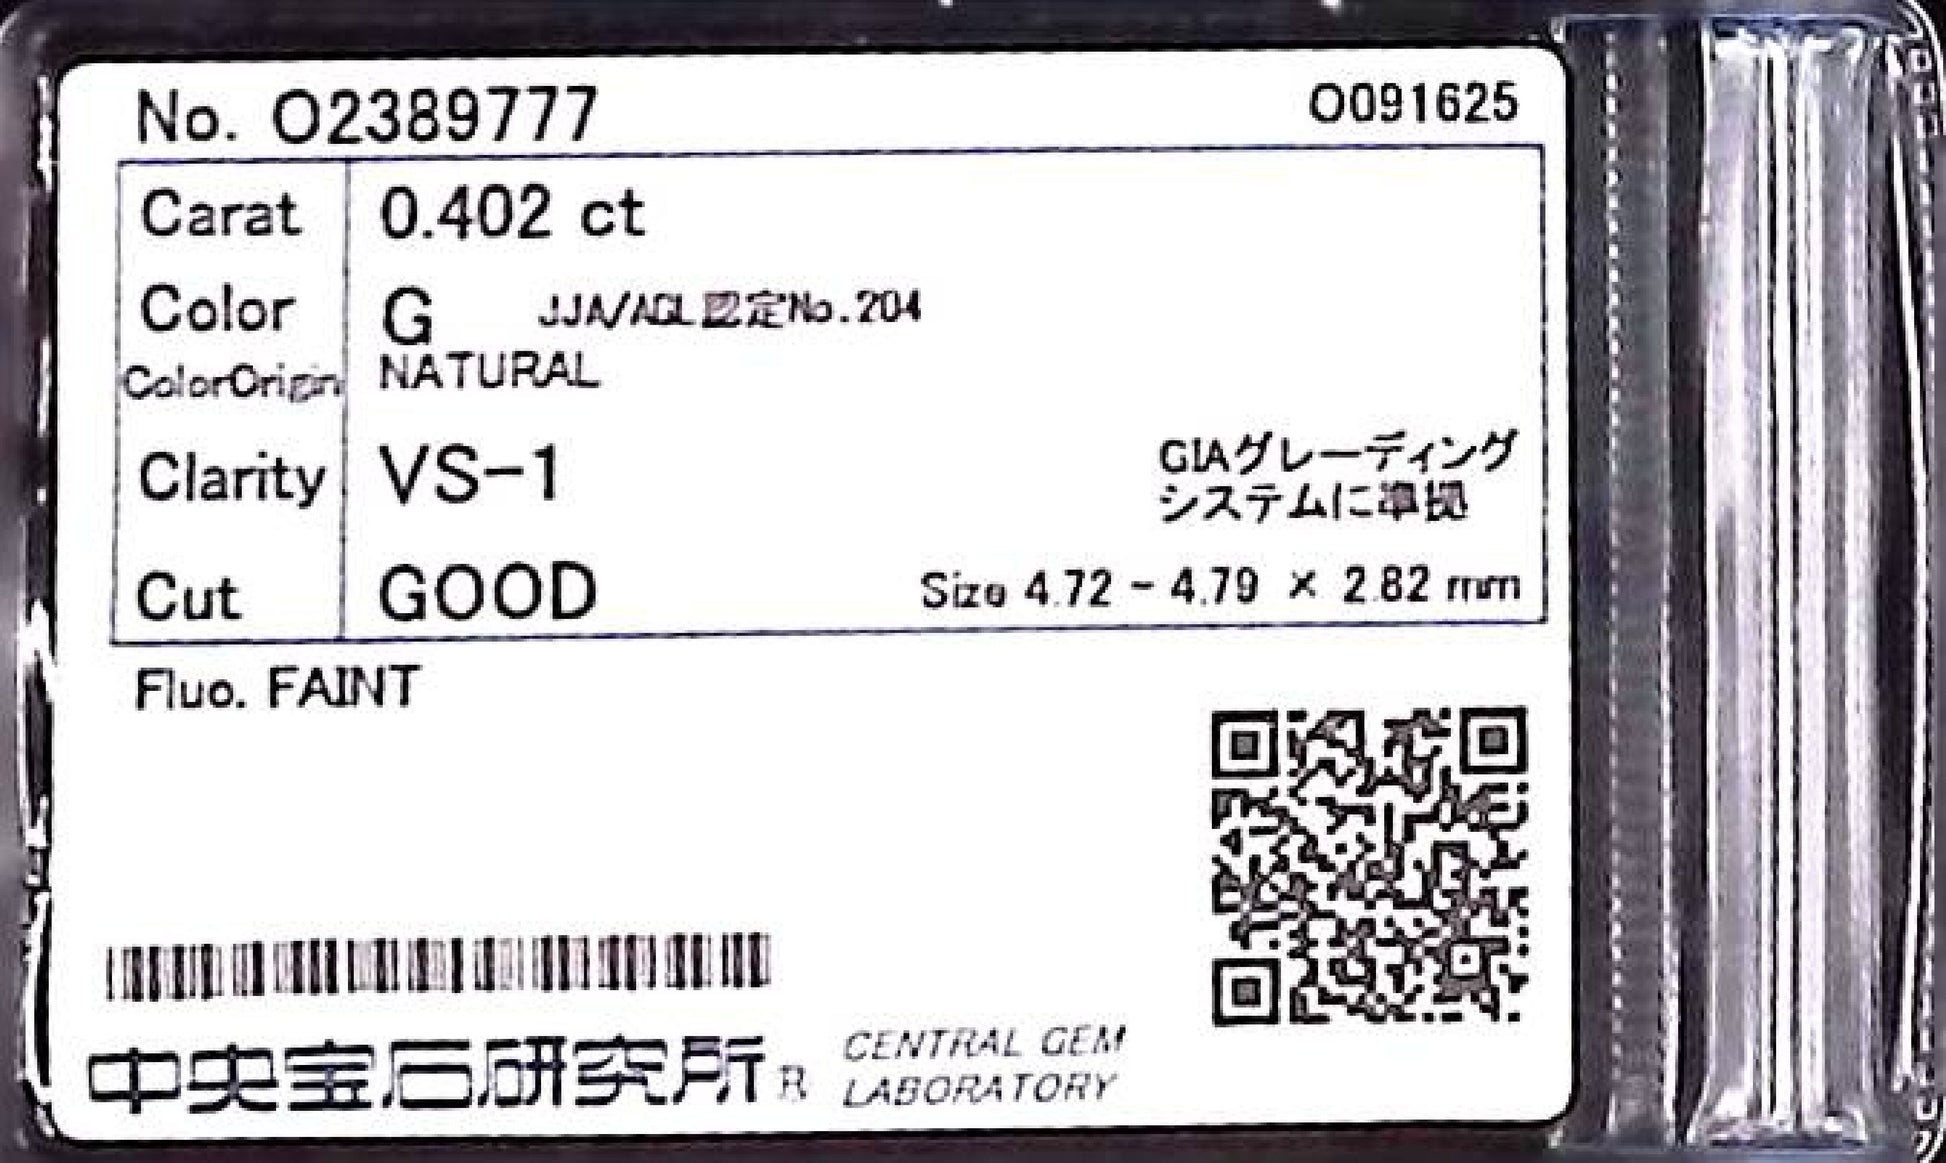 No. O2389777
O091625
Carat 0.402 ct
Color G JJA/AGL認定No.204
ColorOrigin NATURAL
Clarity VS-1
GIAグレーディング
システムに準拠
Cut GOOD
Size 4.72 - 4.79 × 2.82 mm
Fluo. FAINT
中央宝石研究所 R
CENTRAL GEM
LABORATORY